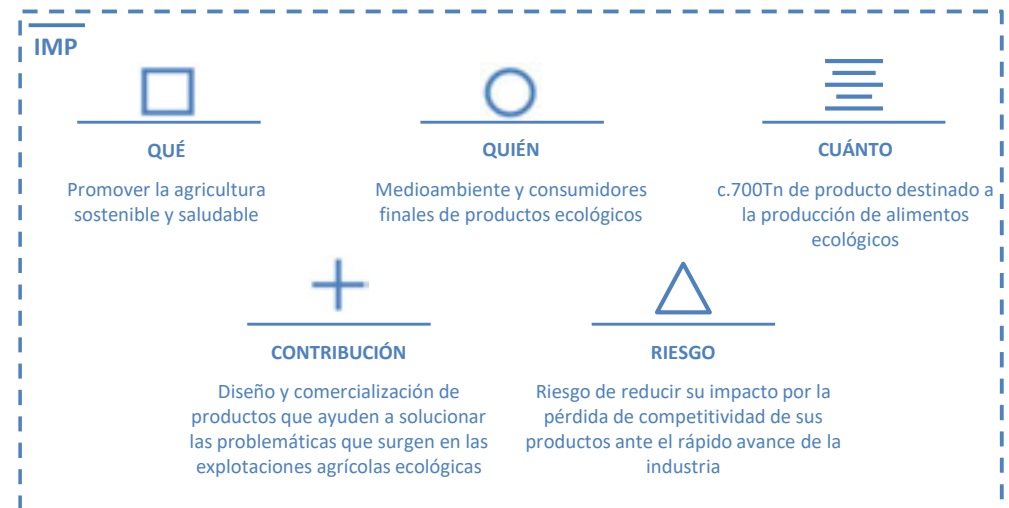 IMP
QUÉ
Promover la agricultura
sostenible y saludable
QUIÉN
Medioambiente y consumidores
finales de productos ecológicos
CUÁNTO
c.700Tn de producto destinado a
la producción de alimentos
ecológicos
CONTRIBUCIÓN
Diseño y comercialización de
productos que ayuden a solucionar
las problemáticas que surgen en las
explotaciones agrícolas ecológicas
RIESGO
Riesgo de reducir su impacto por la
pérdida de competitividad de sus
productos ante el rápido avance de la
industria